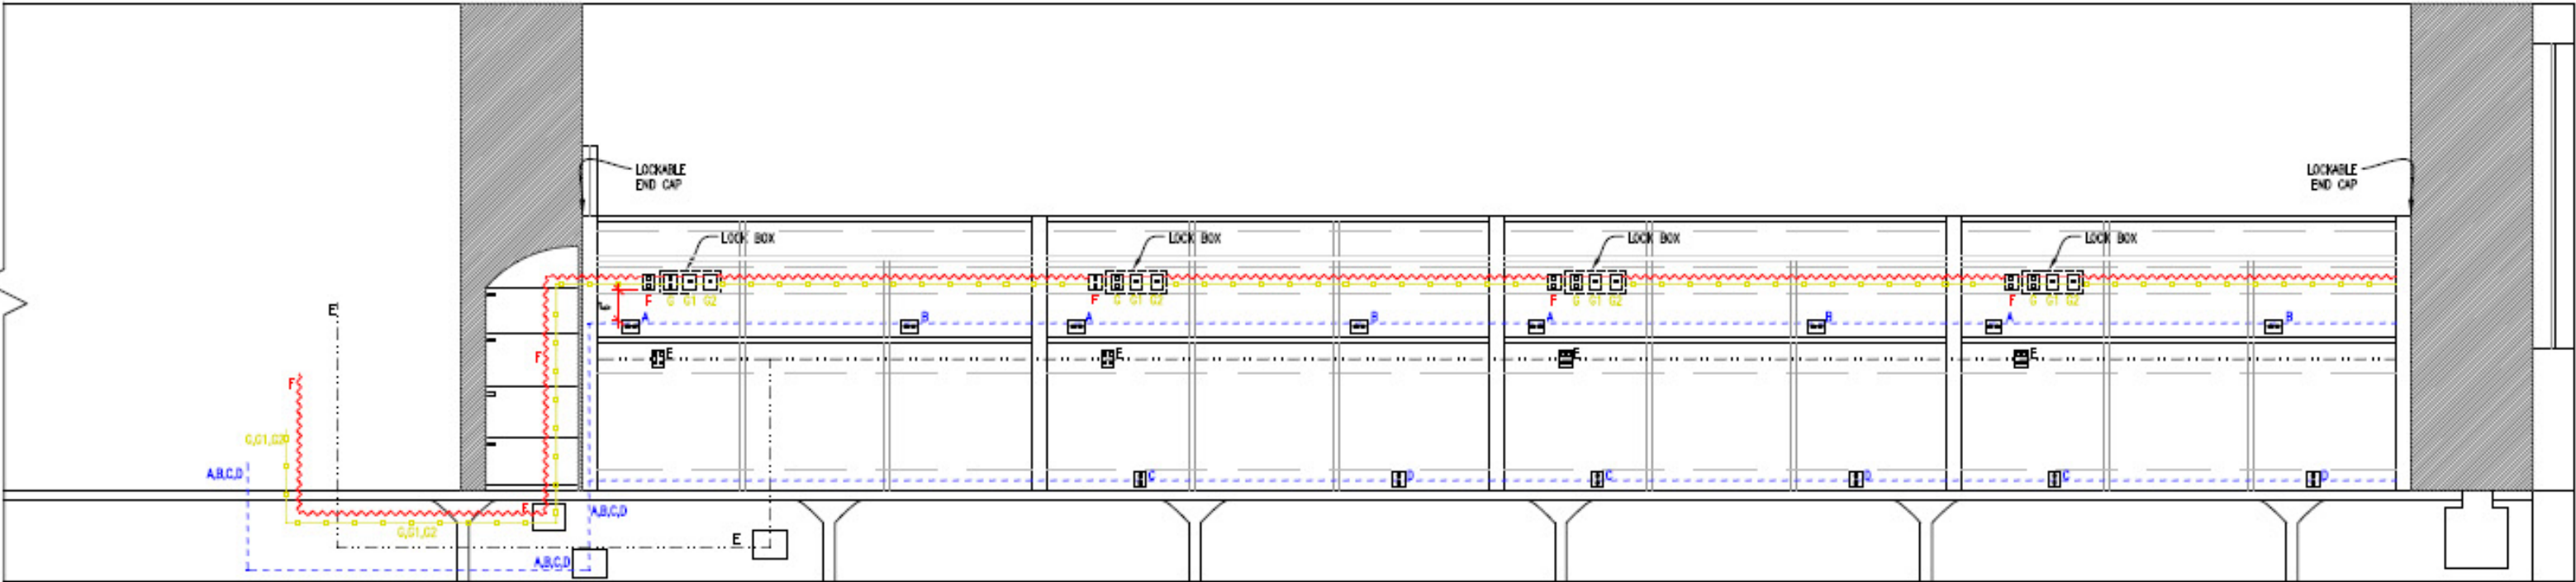 LOCKABLE
END CAP
LOCKABLE
END CAP
LOCK BOX
LOCK BOX
LOCK BOX
LOCK BOX
E
F
G G1 G2
F
G G1 G2
F
G G1 G2
F
G G1 G2
A
B
A
B
A
B
A
B
F
E
E
E
E
F
G,G1,G2
A,B,C,D
C
D
C
D
C
D
F
A,B,C,D
G,G1,G2
E
A,B,C,D